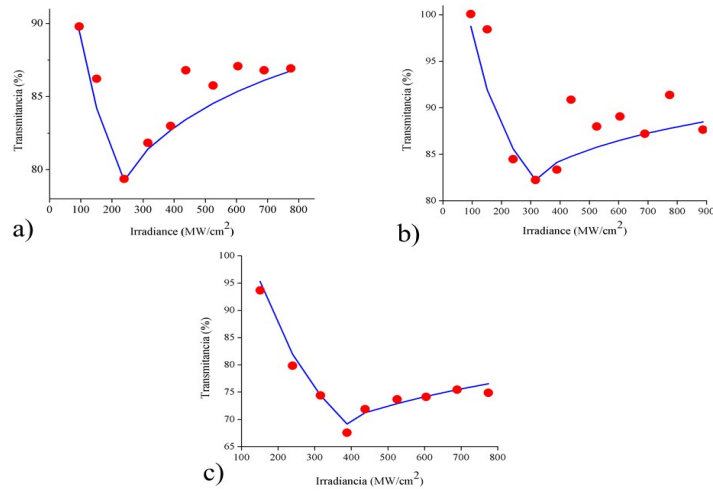 90
85
80
Transmitancia (%)
0 100 200 300 400 500 600 700 800
Irradiance (MW/cm2)
a)
100
95
90
85
80
Transmitancia (%)
0 100 200 300 400 500 600 700 800 900
Irradiance (MW/cm2)
b)
100
95
90
85
80
75
70
65
Transmitancia (%)
100 200 300 400 500 600 700 800
Irradiancia (MW/cm2)
c)